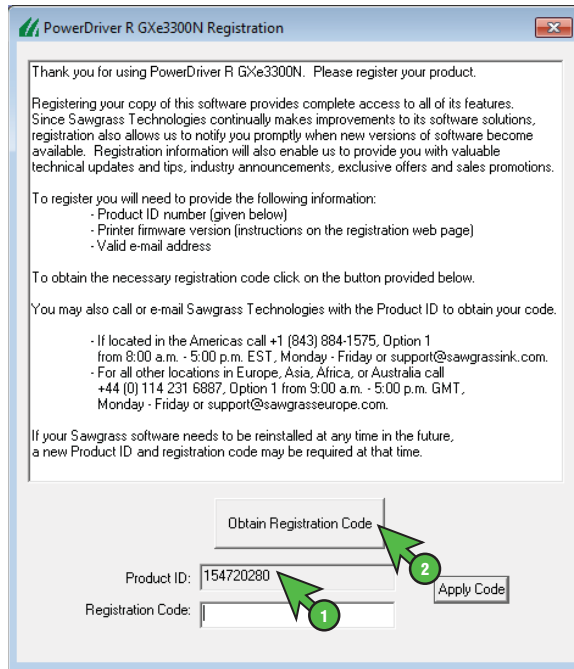 PowerDriver R GXe3300N Registration
Thank you for using PowerDriver R GXe3300N.  Please register your product.
Registering your copy of this software provides complete access to all of its features.
Since Sawgrass Technologies continually makes improvements to its software solutions,
registration also allows us to notify you promptly when new versions of software become
available.  Registration information will also enable us to provide you with valuable
technical updates and tips, industry announcements, exclusive offers and sales promotions.
To register you will need to provide the following information:
- Product ID number (given below)
- Printer firmware version (instructions on the registration web page)
- Valid e-mail address
To obtain the necessary registration code click on the button provided below.
You may also call or e-mail Sawgrass Technologies with the Product ID to obtain your code.
- If located in the Americas call +1 (843) 884-1575, Option 1
from 8:00 a.m. - 5:00 p.m. EST, Monday - Friday or support@sawgrassink.com.
- For all other locations in Europe, Asia, Africa, or Australia call
+44 (0) 114 231 6887, Option 1 from 9:00 a.m. - 5:00 p.m. GMT,
Monday - Friday or support@sawgrasseurope.com.
If your Sawgrass software needs to be reinstalled at any time in the future,
a new Product ID and registration code may be required at that time.
Obtain Registration Code
2
Product ID: 154720280
Apply Code
1
Registration Code: